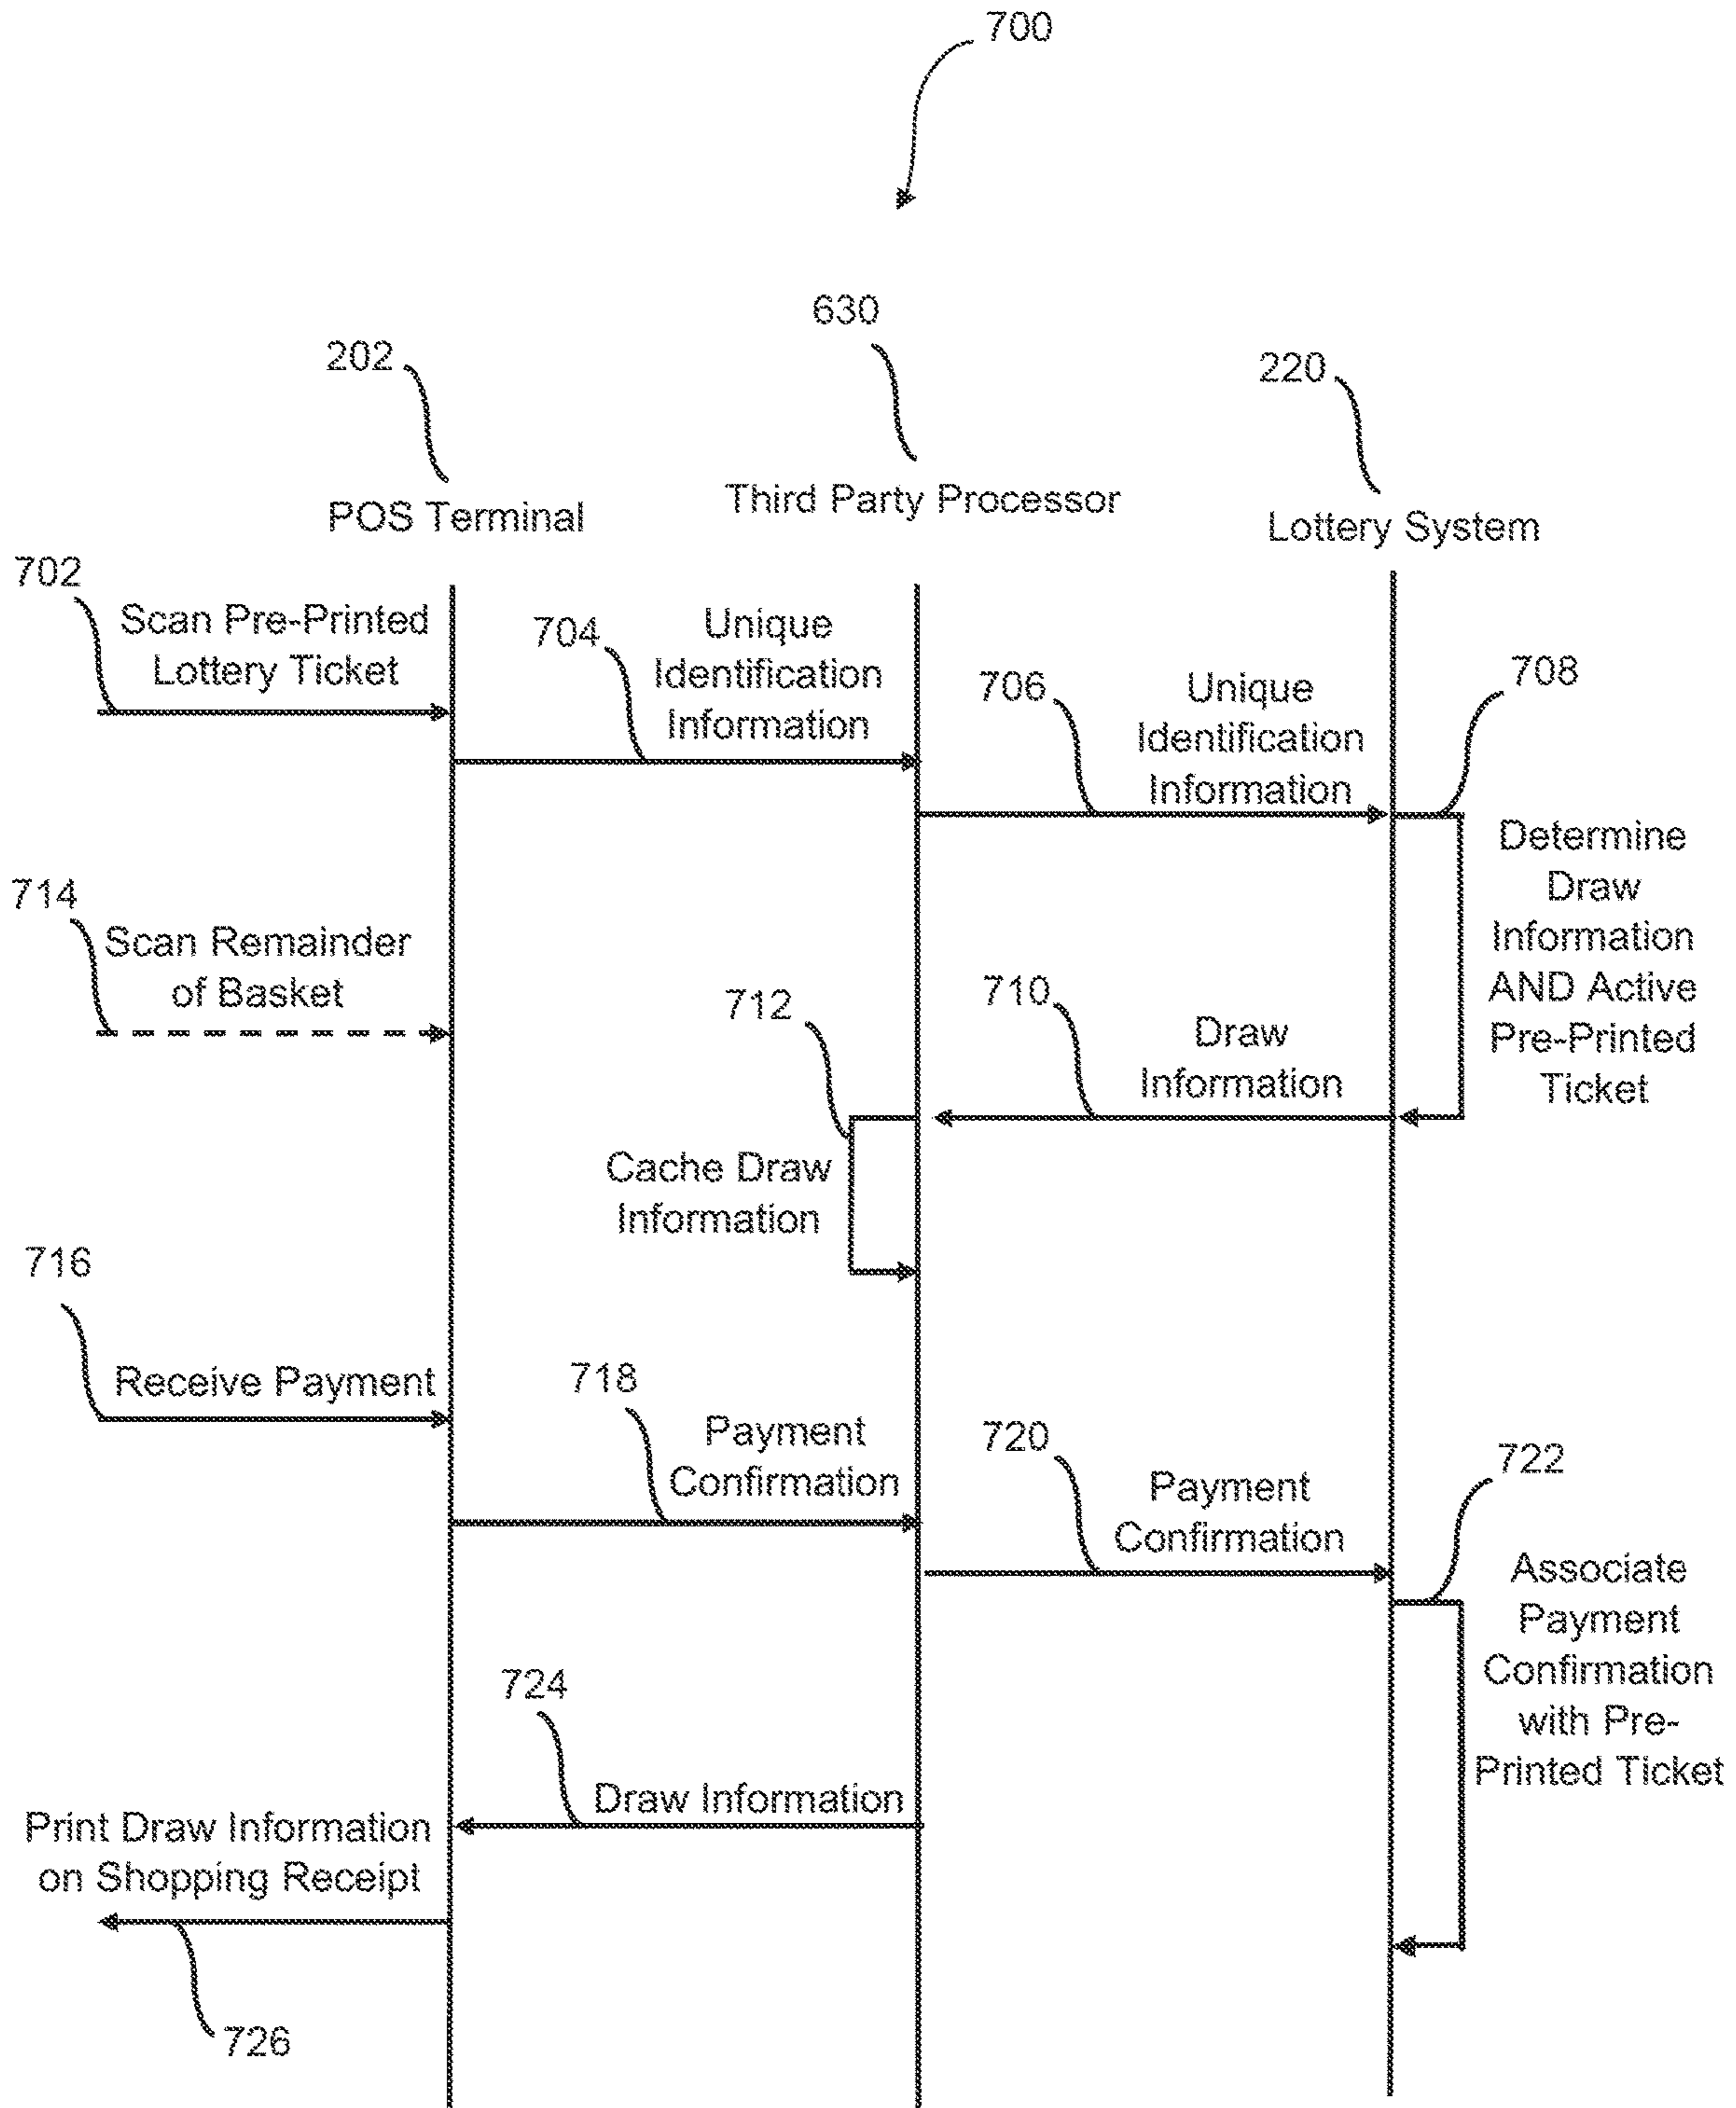 700
630
202
220
POS Terminal
Third Party Processor
Lottery System
702
Scan Pre-Printed
Lottery Ticket
704
Unique
Identification
Information
706
Unique
Identification
Information
708
Determine
Draw
Information
AND Active
Pre-Printed
Ticket
714
Scan Remainder
of Basket
710
Draw
Information
712
Cache Draw
Information
716
Receive Payment
718
Payment
Confirmation
720
Payment
Confirmation
722
Associate
Payment
Confirmation
with Pre-
Printed Ticket
724
Draw Information
Print Draw Information
on Shopping Receipt
726